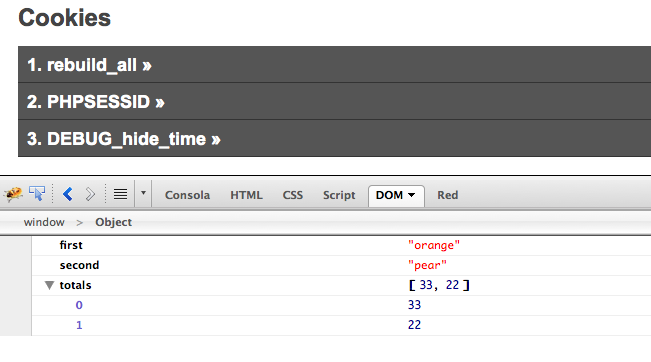 Cookies
1. rebuild_all »
2. PHPSESSID »
3. DEBUG_hide_time »
Consola HTML CSS Script DOM Red
window > Object
first "orange"
second "pear"
totals [ 33, 22 ]
0 33
1 22